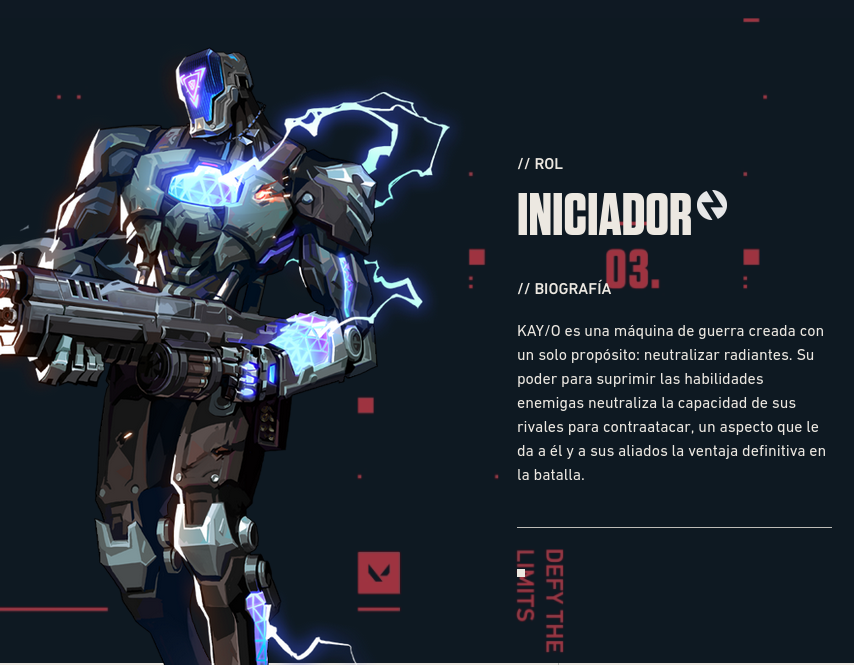 // ROL
INICIADOR
03.
// BIOGRAFÍA
KAY/O es una máquina de guerra creada con
un solo propósito: neutralizar radiantes. Su
poder para suprimir las habilidades
enemigas neutraliza la capacidad de sus
rivales para contraatacar, un aspecto que le
da a él y a sus aliados la ventaja definitiva en
la batalla.
DEFY THE
LIMITS